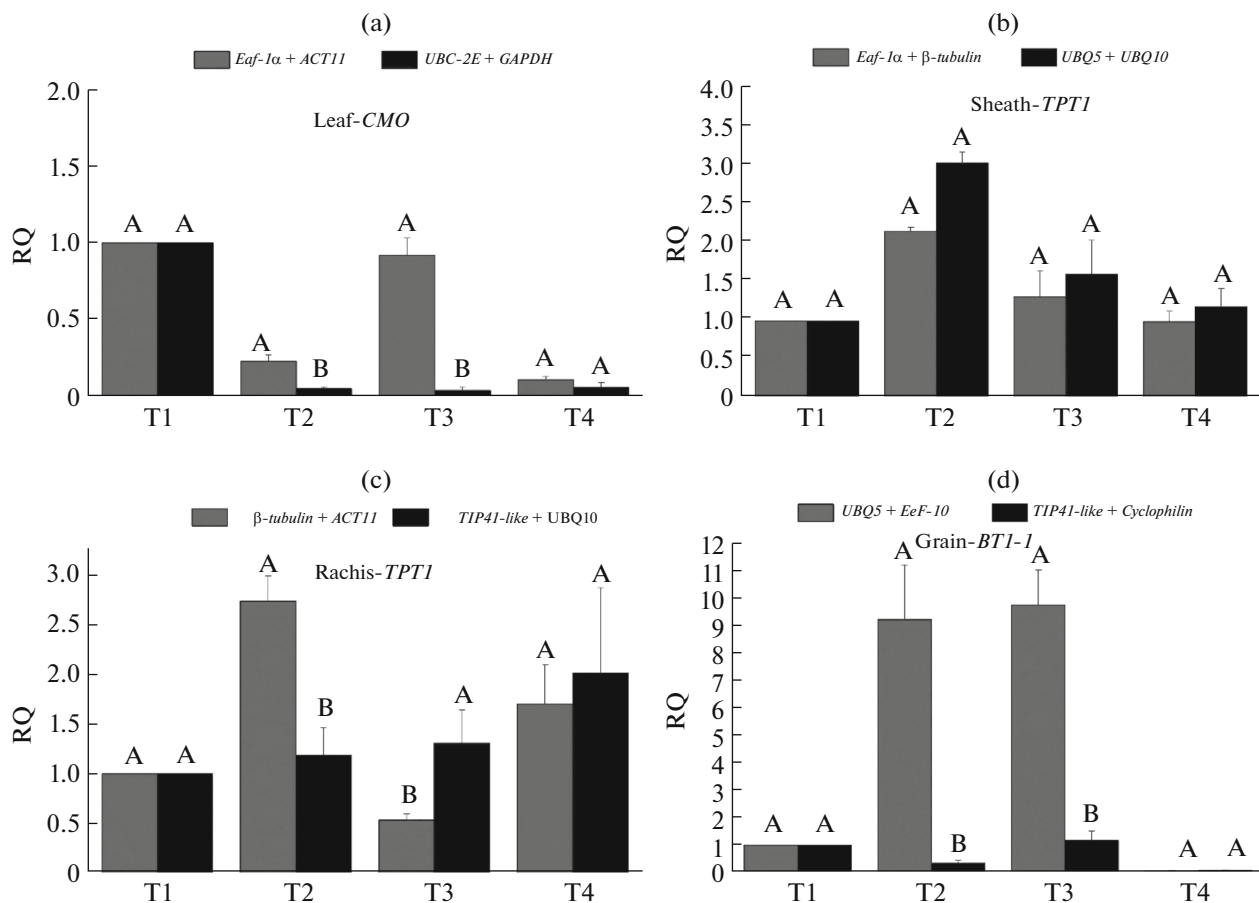 (a)
Eaf-1α + ACT11 UBC-2E + GAPDH
Leaf-CMO
RQ
2.0
1.5
1.0
0.5
0
A A
A B
A B
A A
T1 T2 T3 T4
(b)
Eaf-1α + β-tubulin UBQ5 + UBQ10
Sheath-TPT1
RQ
4.0
3.5
3.0
2.5
2.0
1.5
1.0
0.5
0
A A
A A
A A
A A
T1 T2 T3 T4
(c)
β-tubulin + ACT11 TIP41-like + UBQ10
Rachis-TPT1
RQ
3.0
2.5
2.0
1.5
1.0
0.5
0
A A
A B
B A
A A
T1 T2 T3 T4
(d)
UBQ5 + EeF-10 TIP41-like + Cyclophilin
Grain-BT1-1
RQ
12
11
10
9
8
7
6
5
4
3
2
1
0
A A
A B
A B
A A
T1 T2 T3 T4